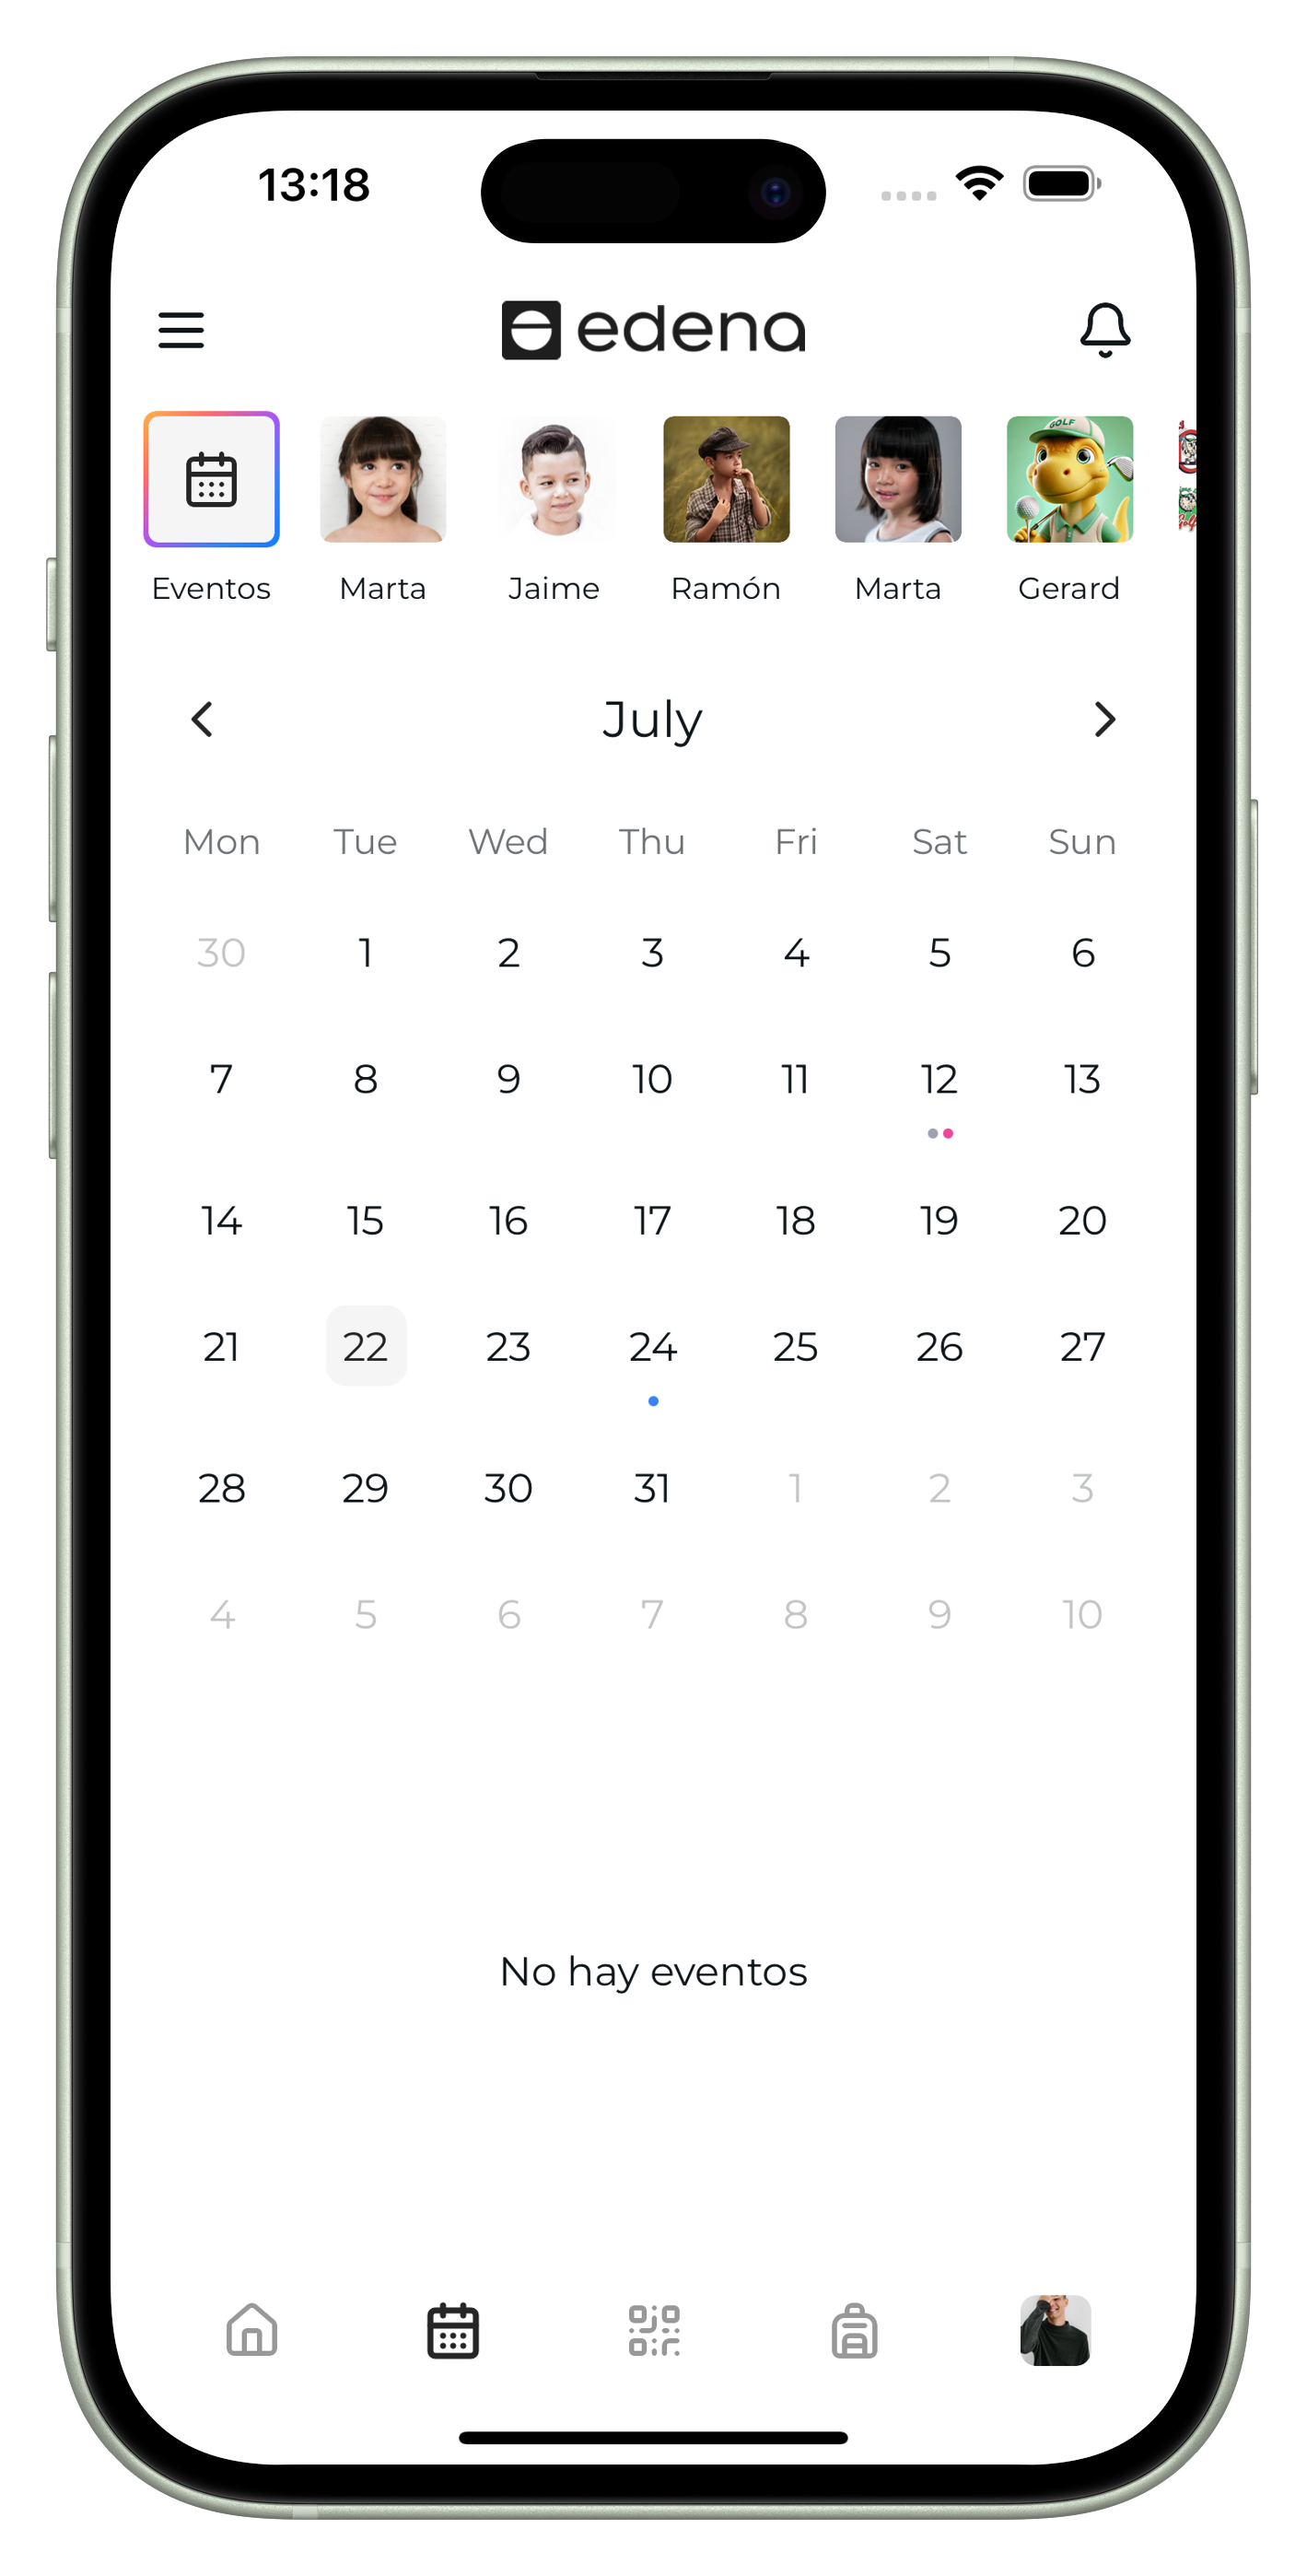 13:18
edena
GOLF
Eventos Marta Jaime Ramón Marta Gerard
July
Mon Tue Wed Thu Fri Sat Sun
30 1 2 3 4 5 6
7 8 9 10 11 12 13
14 15 16 17 18 19 20
21 22 23 24 25 26 27
28 29 30 31 1 2 3
4 5 6 7 8 9 10
No hay eventos